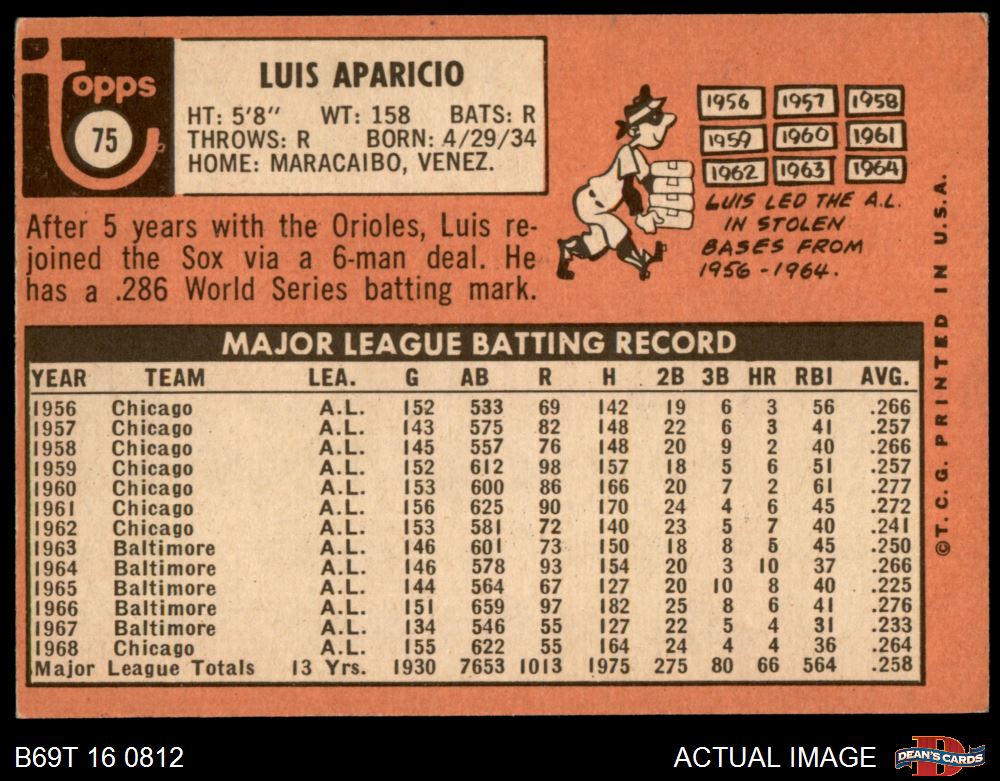 Topps
75
LUIS APARICIO
HT: 5'8" WT: 158 BATS: R
THROWS: R BORN: 4/29/34
HOME: MARACAIBO, VENEZ.
After 5 years with the Orioles, Luis re-
joined the Sox via a 6-man deal. He
has a .286 World Series batting mark.
1956 1957 1958
1959 1960 1961
1962 1963 1964
LUIS LED THE A.L.
IN STOLEN
BASES FROM
1956-1964.
MAJOR LEAGUE BATTING RECORD
YEAR TEAM LEA. G AB R H 2B 3B HR RBI AVG.
1956 Chicago A.L. 152 533 69 142 19 6 3 56 .266
1957 Chicago A.L. 143 575 82 148 22 6 3 41 .257
1958 Chicago A.L. 145 557 76 148 20 9 2 40 .266
1959 Chicago A.L. 152 612 98 157 18 5 6 51 .257
1960 Chicago A.L. 153 600 86 166 20 7 2 61 .277
1961 Chicago A.L. 156 625 90 170 24 4 6 45 .272
1962 Chicago A.L. 153 581 72 140 23 5 7 40 .241
1963 Baltimore A.L. 146 601 73 150 18 8 5 45 .250
1964 Baltimore A.L. 146 578 93 154 20 3 10 37 .266
1965 Baltimore A.L. 144 564 67 127 20 10 8 40 .225
1966 Baltimore A.L. 151 659 97 182 25 8 6 41 .276
1967 Baltimore A.L. 134 546 55 127 22 5 4 31 .233
1968 Chicago A.L. 155 622 55 164 24 4 4 36 .264
Major League Totals 13 Yrs. 1930 7653 1013 1975 275 80 66 564 .258
©T.C.G. PRINTED IN U.S.A.
B69T 16 0812
ACTUAL IMAGE
D
DEAN'S CARDS